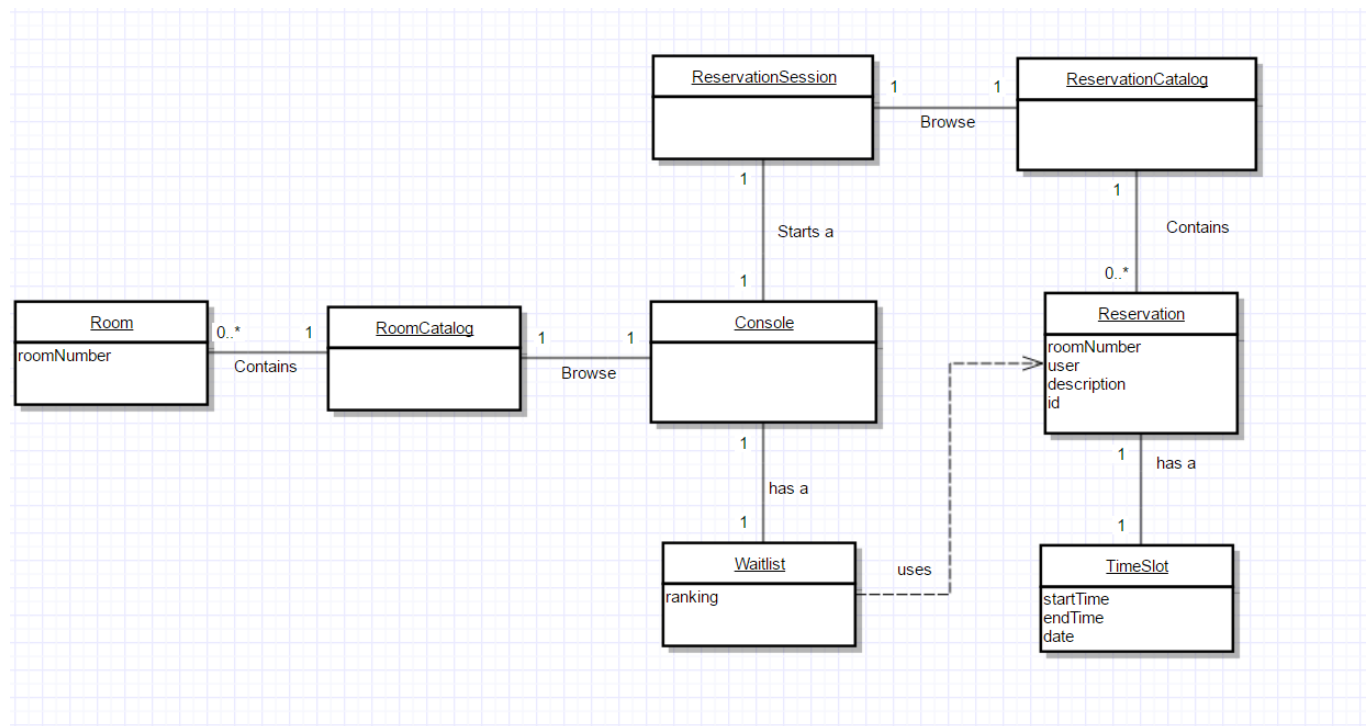 ReservationSession
ReservationCatalog
1
1
Browse
1
1
Starts a
Contains
1
0..*
Room
roomNumber
0..*
1
Contains
RoomCatalog
1
1
Browse
Console
Reservation
roomNumber
user
description
id
1
has a
1
1
has a
1
Waitlist
ranking
uses
TimeSlot
startTime
endTime
date